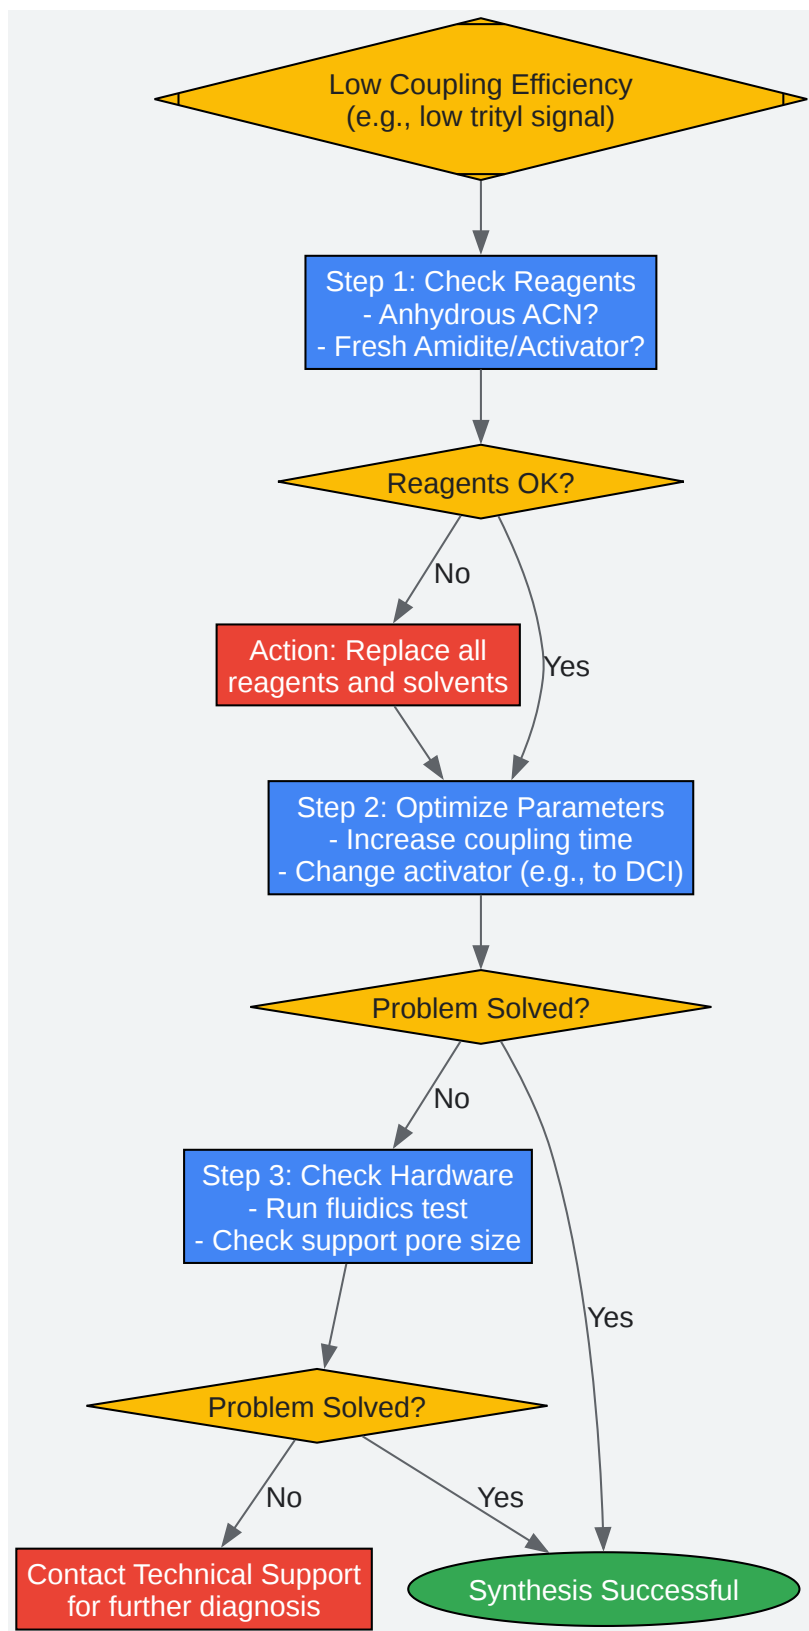 Low Coupling Efficiency
(e.g., low trityl signal)
Step 1: Check Reagents
- Anhydrous ACN?
- Fresh Amidite/Activator?
Reagents OK?
No
Action: Replace all
reagents and solvents
Yes
Step 2: Optimize Parameters
- Increase coupling time
- Change activator (e.g., to DCI)
Problem Solved?
No
Step 3: Check Hardware
- Run fluidics test
- Check support pore size
Yes
Problem Solved?
No
Yes
Contact Technical Support
for further diagnosis
Synthesis Successful